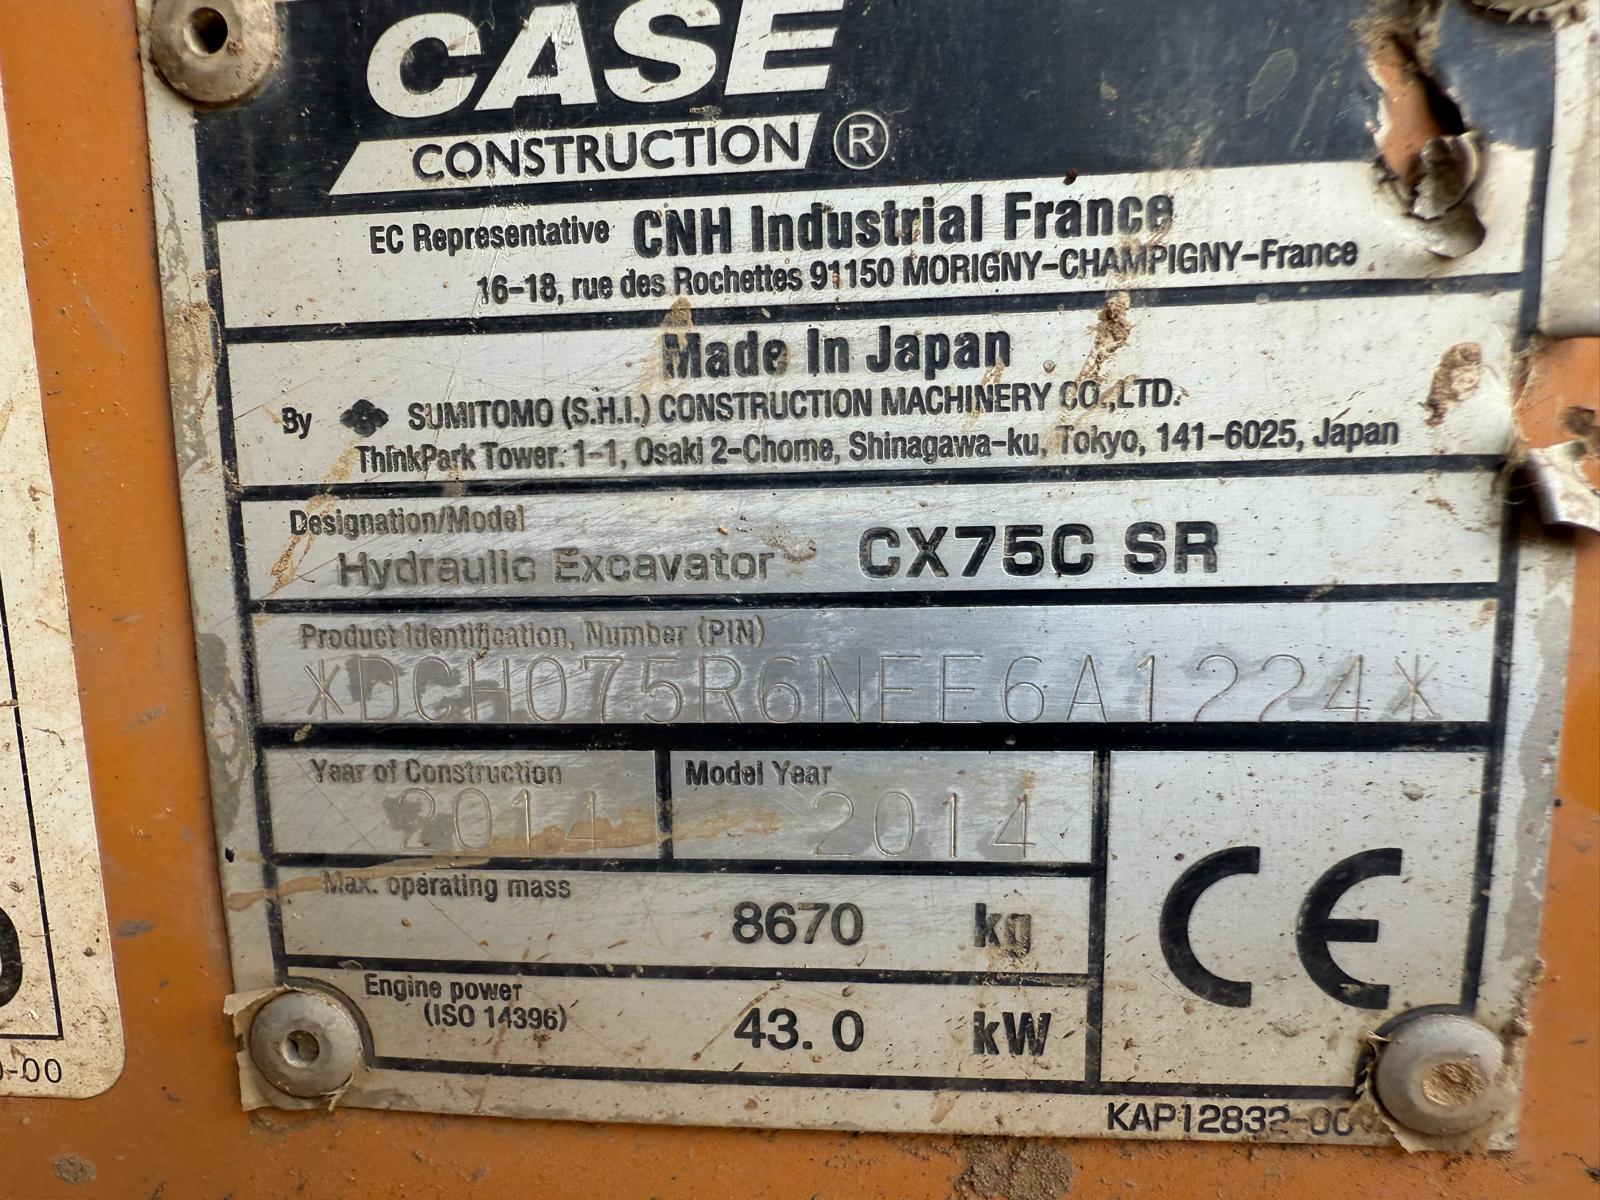 CASE
CONSTRUCTION ®
EC Representative CNH Industrial France
16-18, rue des Rochettes 91150 MORIGNY-CHAMPIGNY-France
Made In Japan
By SUMITOMO (S.H.I.) CONSTRUCTION MACHINERY CO.,LTD.
ThinkPark Tower. 1-1, Osaki 2-Chome, Shinagawa-ku, Tokyo, 141-6025, Japan
Designation/Model
Hydraulic Excavator CX75C SR
Product Identification, Number (PIN)
*DCH075R6NEE6A1224*
Year of Construction
2014
Model Year
2014
Max. operating mass
8670 kg
Engine power
(ISO 14396)
43.0 kW
CE
KAP12832-00
-00